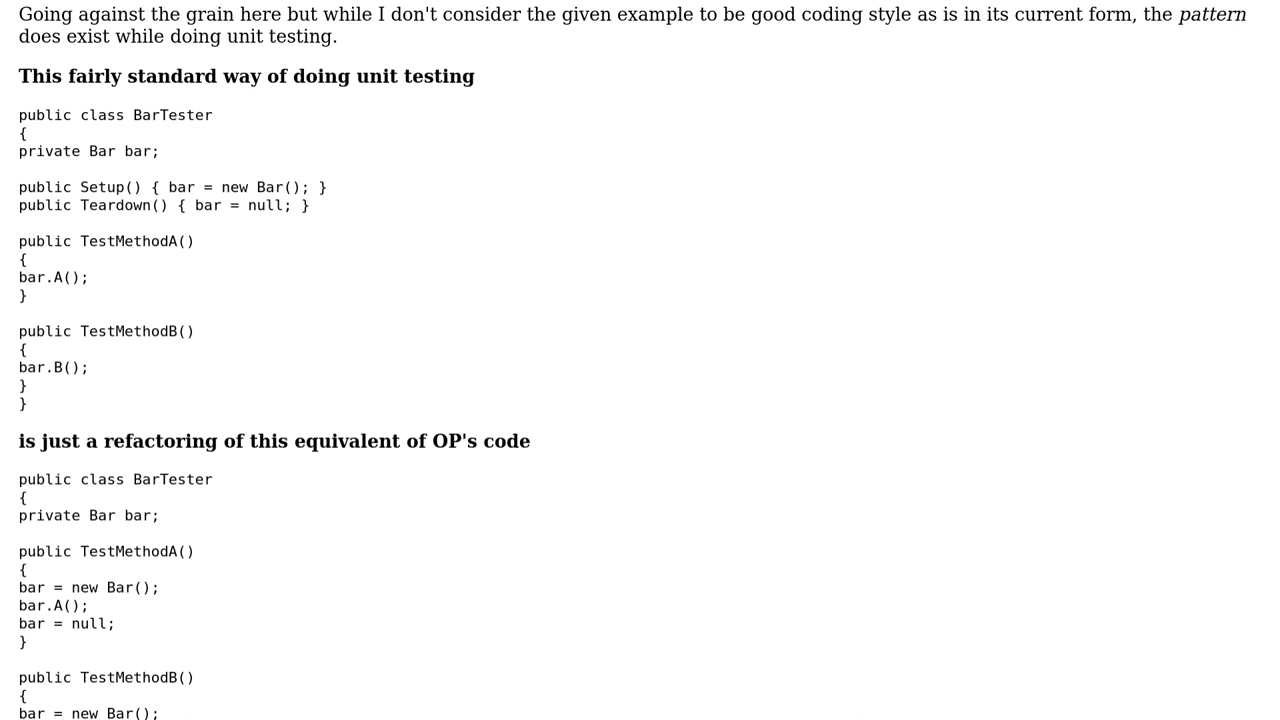 Going against the grain here but while I don't consider the given example to be good coding style as is in its current form, the pattern
does exist while doing unit testing.
This fairly standard way of doing unit testing
public class BarTester
{
private Bar bar;
public Setup() { bar = new Bar(); }
public Teardown() { bar = null; }
public TestMethodA()
{
bar.A();
}
public TestMethodB()
{
bar.B();
}
}
is just a refactoring of this equivalent of OP's code
public class BarTester
{
private Bar bar;
public TestMethodA()
{
bar = new Bar();
bar.A();
bar = null;
}
public TestMethodB()
{
bar = new Bar();